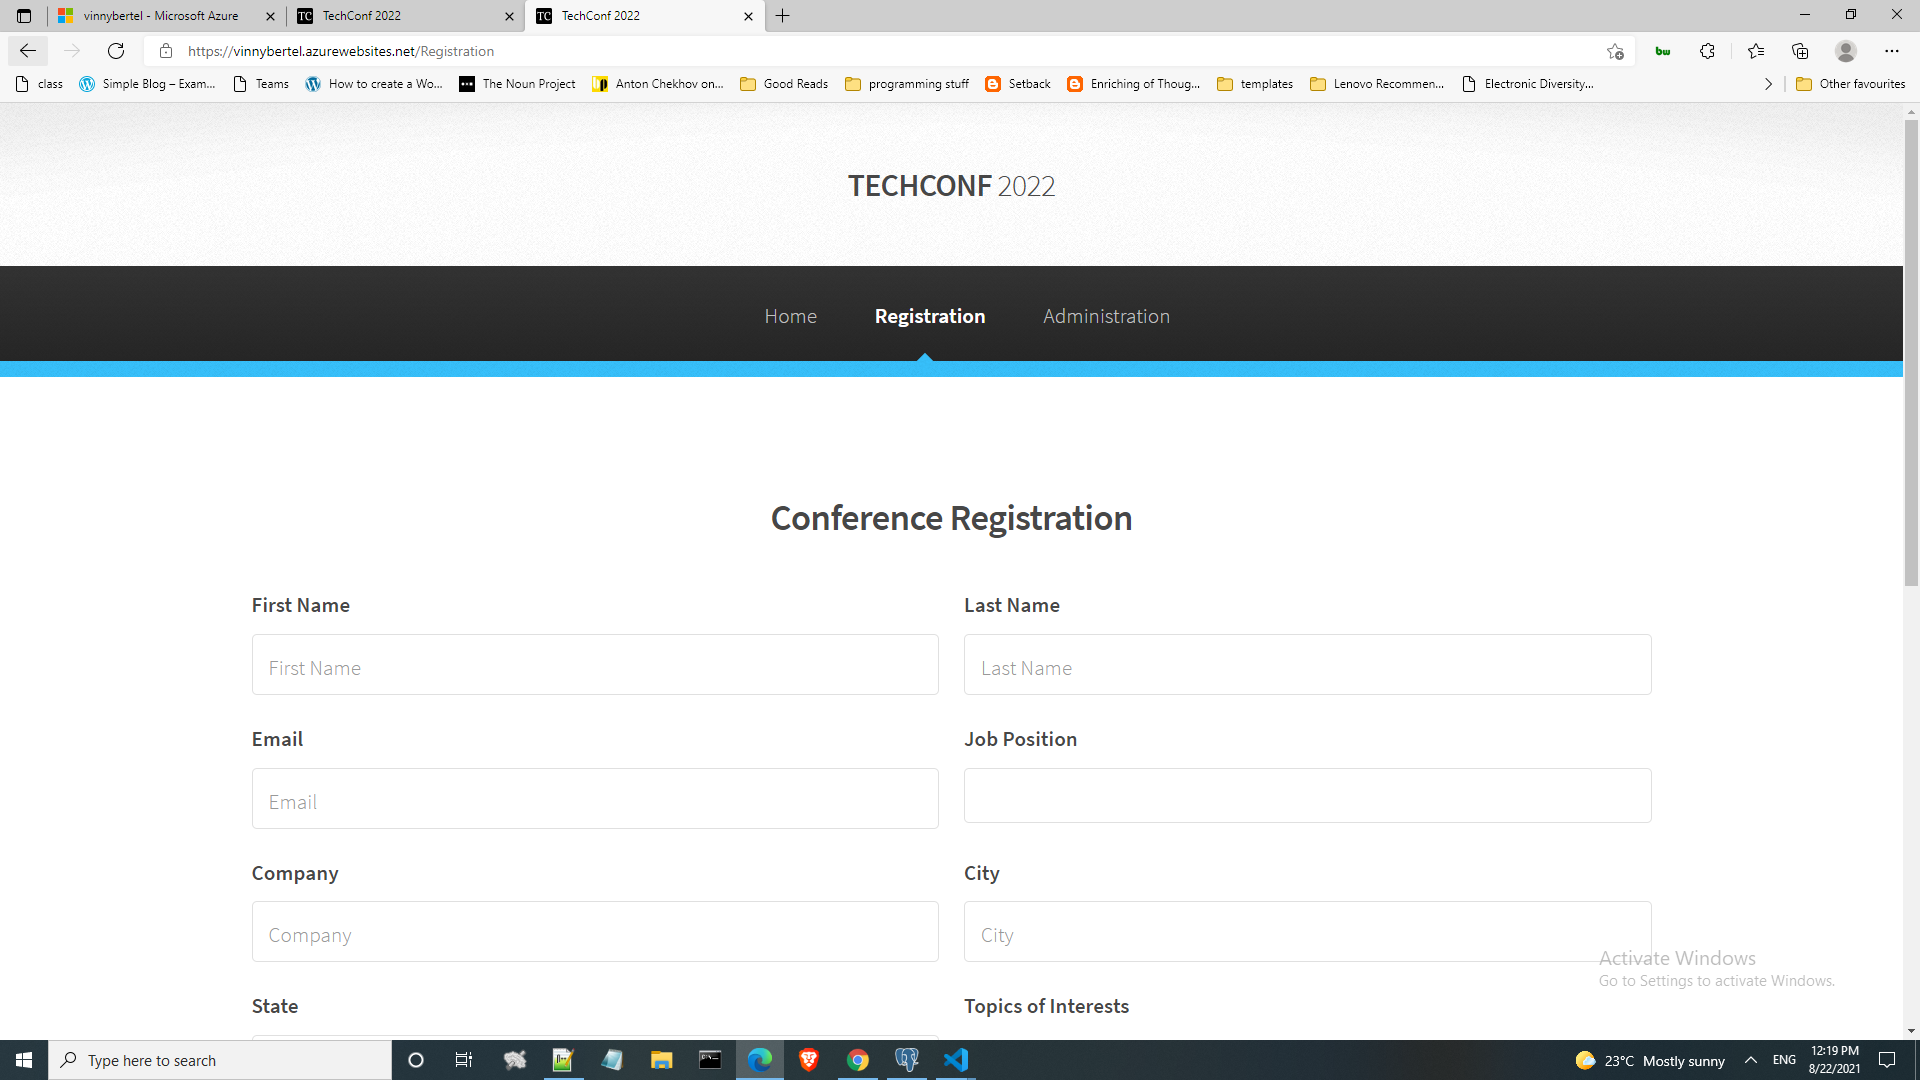 vinnybertel - Microsoft Azure
TC TechConf 2022
TC TechConf 2022
https://vinnybertel.azurewebsites.net/Registration
bw
class
Simple Blog – Exam...
Teams
How to create a Wo...
The Noun Project
Anton Chekhov on...
Good Reads
programming stuff
Setback
Enriching of Thoug...
templates
Lenovo Recommen...
Electronic Diversity...
Other favourites
TECHCONF 2022
Home Registration Administration
Conference Registration
First Name Last Name
First Name Last Name
Email Job Position
Email
Company City
Company City
Activate Windows
Go to Settings to activate Windows.
State Topics of Interests
Type here to search
23°C Mostly sunny
ENG
12:19 PM
8/22/2021